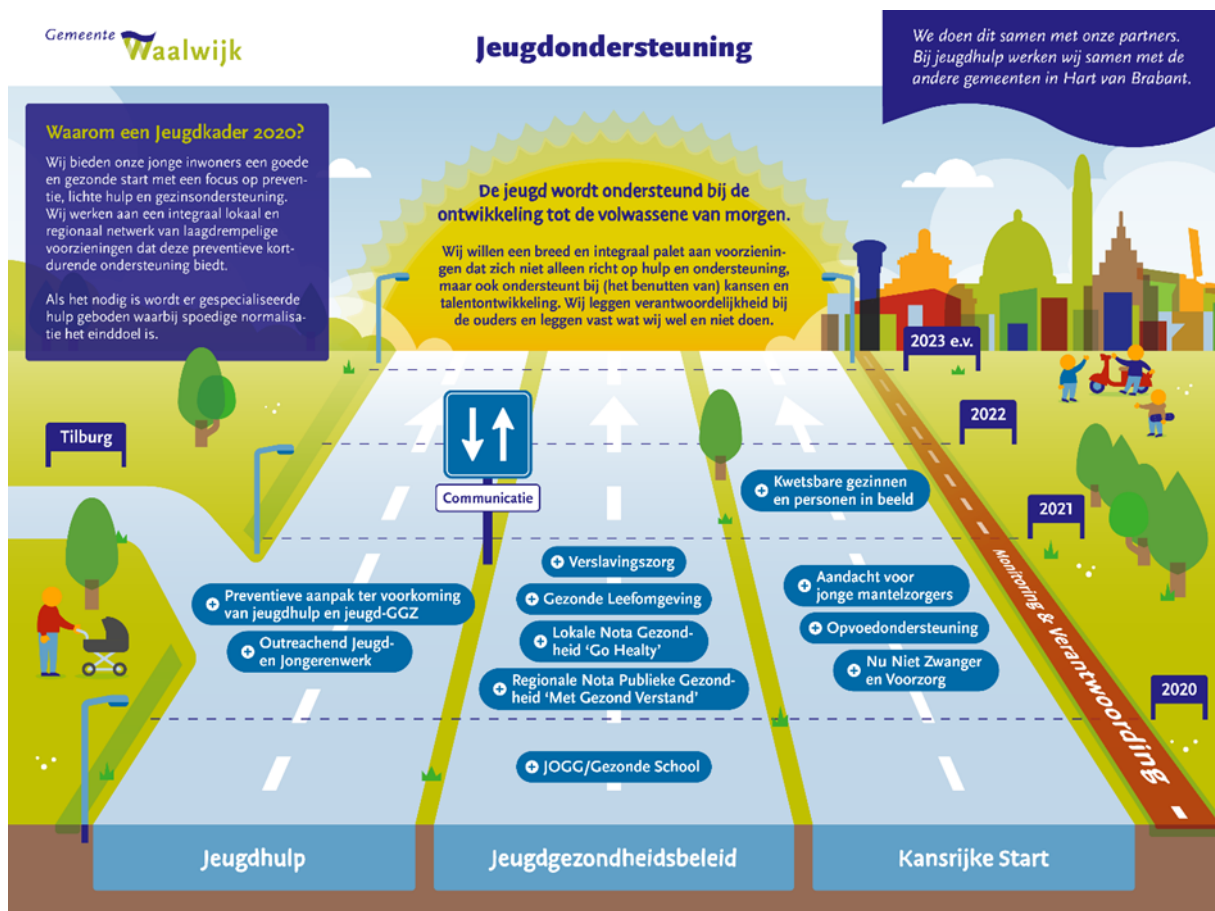 Gemeente
Waalwijk
Jeugdondersteuning
We doen dit samen met onze partners.
Bij jeugdhulp werken wij samen met de
andere gemeenten in Hart van Brabant.
Waarom een Jeugdkader 2020?
Wij bieden onze jonge inwoners een goede
en gezonde start met een focus op preven-
tie, lichte hulp en gezinsondersteuning.
Wij werken aan een integraal lokaal en
regionaal netwerk van laagdrempelige
voorzieningen dat deze preventieve kort-
durende ondersteuning biedt.
Als het nodig is wordt er gespecialiseerde
hulp geboden waarbij spoedige normalisa-
tie het einddoel is.
De jeugd wordt ondersteund bij de
ontwikkeling tot de volwassene van morgen.
Wij willen een breed en integraal palet aan voorzienin-
gen dat zich niet alleen richt op hulp en ondersteuning,
maar ook ondersteunt bij (het benutten van) kansen en
talentontwikkeling. Wij leggen verantwoordelijkheid bij
de ouders en leggen vast wat wij wel en niet doen.
2023 e.v.
2022
Tilburg
Communicatie
Kwetsbare gezinnen
en personen in beeld
2021
Verslavingszorg
Preventieve aanpak ter voorkoming
van jeugdhulp en jeugd-GGZ
Gezonde Leefomgeving
Aandacht voor
jonge mantelzorgers
Outreachend Jeugd-
en Jongerenwerk
Lokale Nota Gezond-
heid ‘Go Healty’
Opvoedondersteuning
Regionale Nota Publieke Gezond-
heid ‘Met Gezond Verstand’
Nu Niet Zwanger
en Voorzorg
Monitoring & Verantwoording
2020
JOGG/Gezonde School
Jeugdhulp
Jeugdgezondheidsbeleid
Kansrijke Start